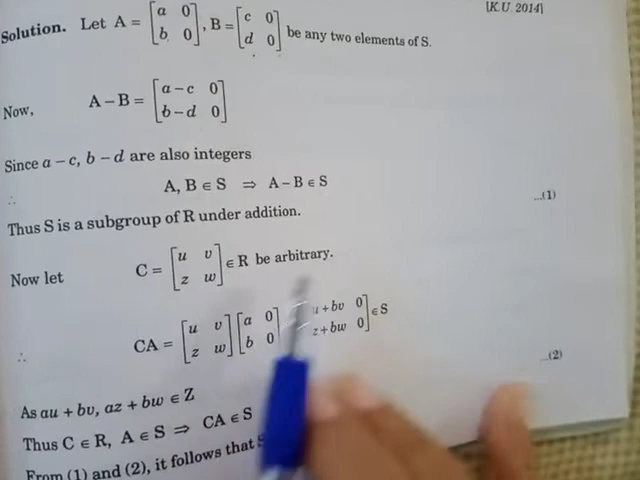 [K.U. 2014]
Solution. Let A = [a 0
b 0], B = [c 0
d 0] be any two elements of S.
Now, A – B = [a – c 0
b – d 0]
Since a – c, b – d are also integers
∴ A, B ∈ S ⇒ A – B ∈ S ...(1)
Thus S is a subgroup of R under addition.
Now let C = [u v
z w] ∈ R be arbitrary.
∴ CA = [u v
z w] [a 0
b 0] u + bv 0
z + bw 0] ∈ S
...(2)
As au + bv, az + bw ∈ Z
Thus C ∈ R, A ∈ S ⇒ CA ∈ S
From (1) and (2), it follows that